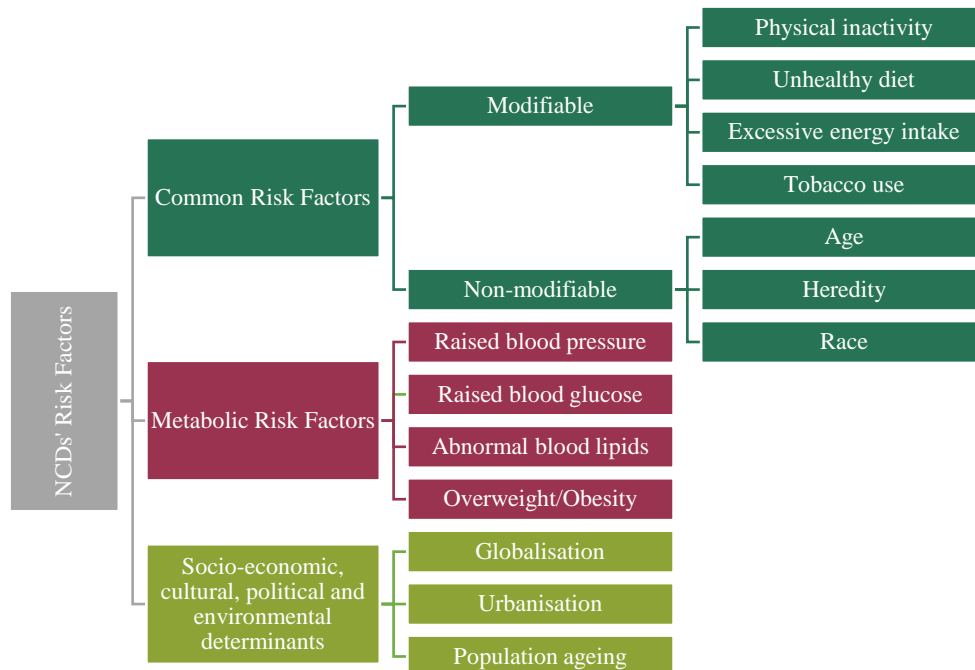 NCDs' Risk Factors
Common Risk Factors
Modifiable
Physical inactivity
Unhealthy diet
Excessive energy intake
Tobacco use
Non-modifiable
Age
Heredity
Race
Metabolic Risk Factors
Raised blood pressure
Raised blood glucose
Abnormal blood lipids
Overweight/Obesity
Socio-economic,
cultural, political and
environmental
determinants
Globalisation
Urbanisation
Population ageing